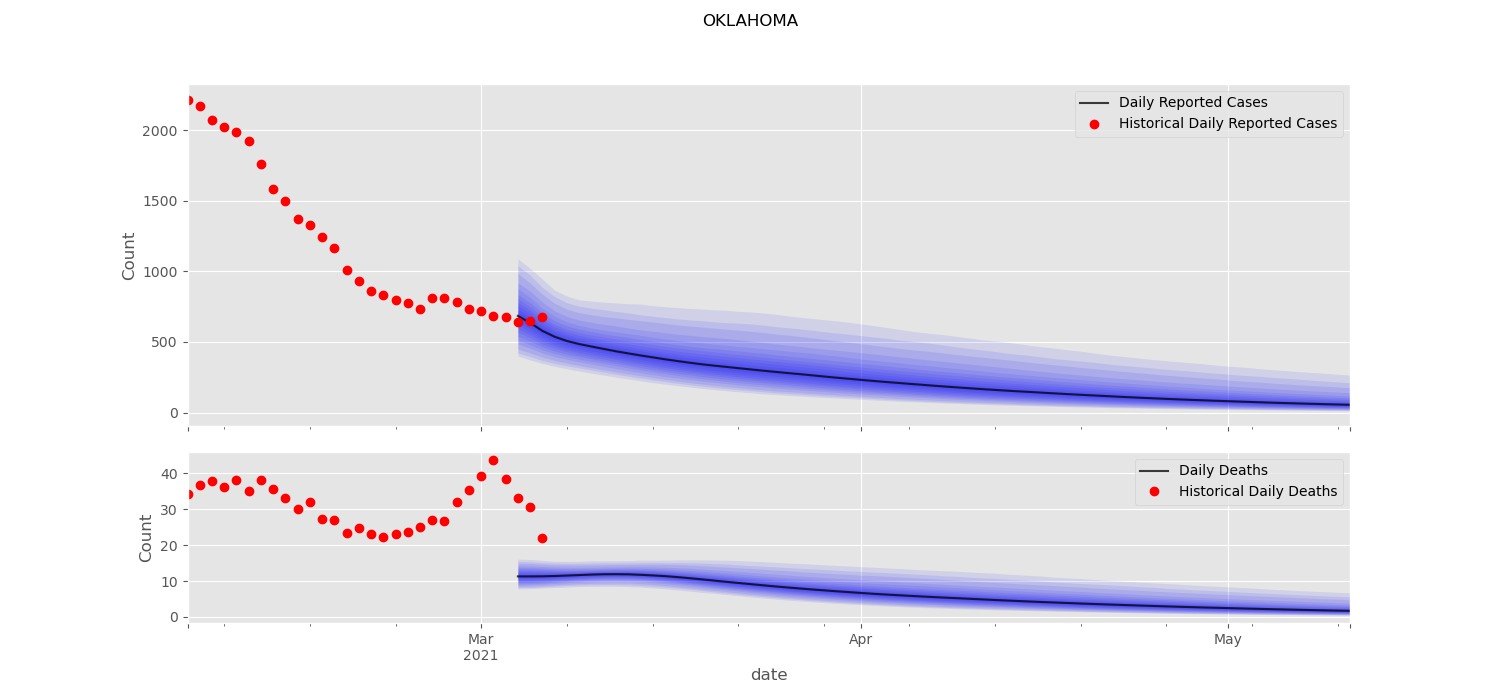 OKLAHOMA
Daily Reported Cases
Historical Daily Reported Cases
2000
1500
1000
500
0
Count
Daily Deaths
Historical Daily Deaths
40
30
20
10
0
Count
Mar Apr May
2021
date